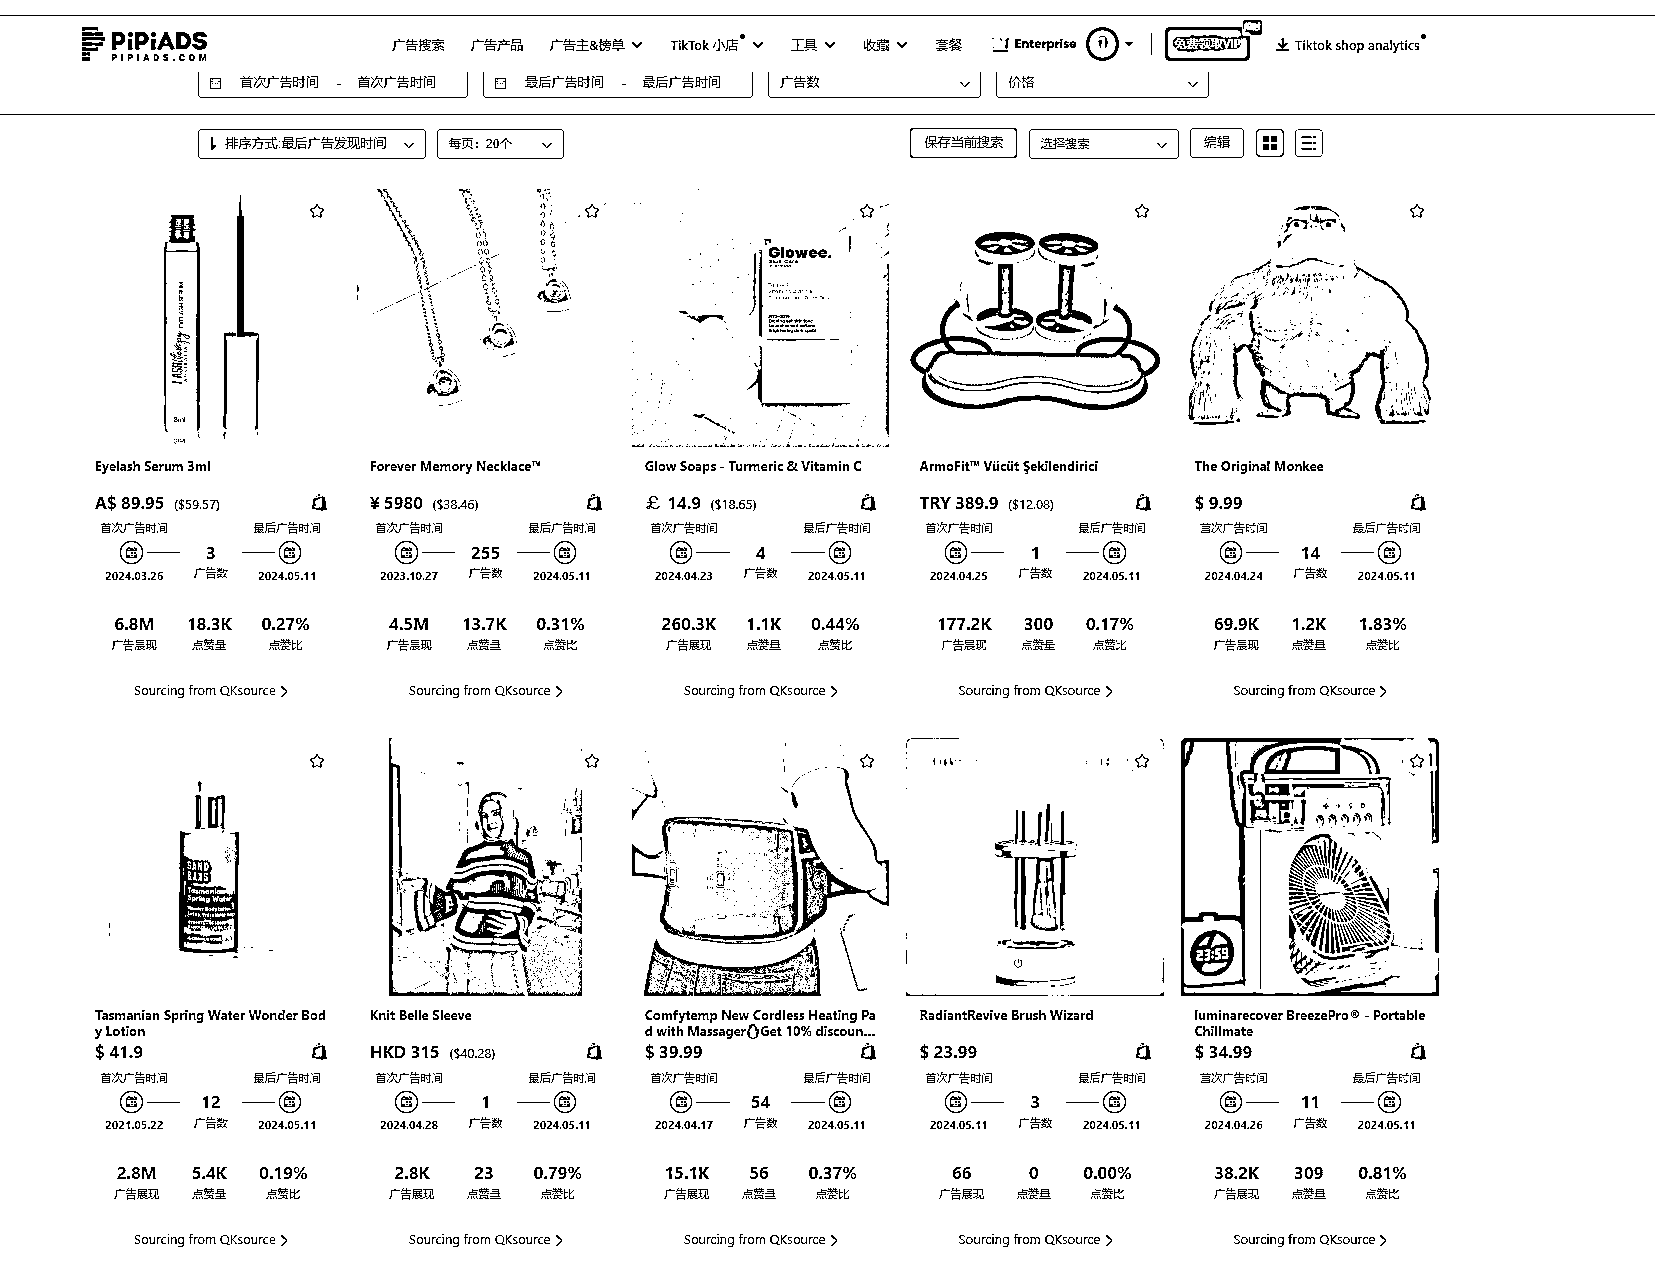 PiPiADS
PIPIADS.COM
广告搜索 广告产品 广告主&榜单 TikTok 小店 工具 收藏 套餐 Enterprise 免费领取VIP Tiktok shop analytics
首次广告时间 - 首次广告时间 最后广告时间 - 最后广告时间 广告数 价格
排序方式:最后广告发现时间 每页：20个 保存当前搜索 选择搜索 编辑
Glowee.
3ml
Eyelash Serum 3ml
A$ 89.95 ($59.57)
首次广告时间 最后广告时间
3
2024.03.26 广告数 2024.05.11
6.8M 18.3K 0.27%
广告展现 点赞量 点赞比
Sourcing from QKsource
Forever Memory Necklace™
¥ 5980 ($38.46)
首次广告时间 最后广告时间
255
2023.10.27 广告数 2024.05.11
4.5M 13.7K 0.31%
广告展现 点赞量 点赞比
Sourcing from QKsource
Glow Soaps - Turmeric & Vitamin C
£ 14.9 ($18.65)
首次广告时间 最后广告时间
4
2024.04.23 广告数 2024.05.11
260.3K 1.1K 0.44%
广告展现 点赞量 点赞比
Sourcing from QKsource
ArmoFit™ Vücüt Şekillendirici
TRY 389.9 ($12.08)
首次广告时间 最后广告时间
1
2024.04.25 广告数 2024.05.11
177.2K 300 0.17%
广告展现 点赞量 点赞比
Sourcing from QKsource
The Original Monkee
$ 9.99
首次广告时间 最后广告时间
14
2024.04.24 广告数 2024.05.11
69.9K 1.2K 1.83%
广告展现 点赞量 点赞比
Sourcing from QKsource
SAND
BABS
Tasmanian
Spring Water
23:59
Tasmanian Spring Water Wonder Bod
y Lotion
$ 41.9
首次广告时间 最后广告时间
12
2021.05.22 广告数 2024.05.11
2.8M 5.4K 0.19%
广告展现 点赞量 点赞比
Sourcing from QKsource
Knit Belle Sleeve
HKD 315 ($40.28)
首次广告时间 最后广告时间
1
2024.04.28 广告数 2024.05.11
2.8K 23 0.79%
广告展现 点赞量 点赞比
Sourcing from QKsource
Comfytemp New Cordless Heating Pa
d with Massager Get 10% discoun...
$ 39.99
首次广告时间 最后广告时间
54
2024.04.17 广告数 2024.05.11
15.1K 56 0.37%
广告展现 点赞量 点赞比
Sourcing from QKsource
RadiantRevive Brush Wizard
$ 23.99
首次广告时间 最后广告时间
3
2024.05.11 广告数 2024.05.11
66 0 0.00%
广告展现 点赞量 点赞比
Sourcing from QKsource
luminarecover BreezePro® - Portable
Chillmate
$ 34.99
首次广告时间 最后广告时间
11
2024.04.26 广告数 2024.05.11
38.2K 309 0.81%
广告展现 点赞量 点赞比
Sourcing from QKsource